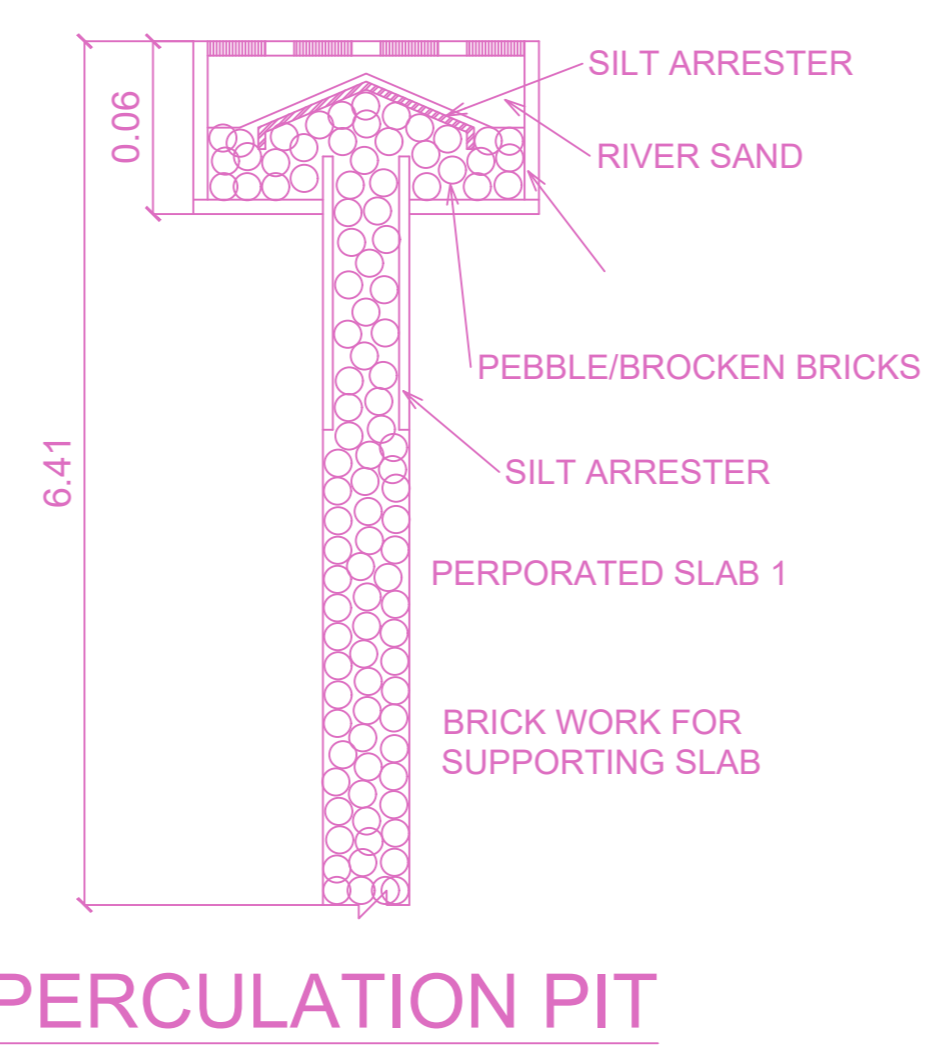 SILT ARRESTER
0.06
RIVER SAND
PEBBLE/BROCKEN BRICKS
6.41
SILT ARRESTER
PERPORATED SLAB 1
BRICK WORK FOR
SUPPORTING SLAB
PERCULATION PIT